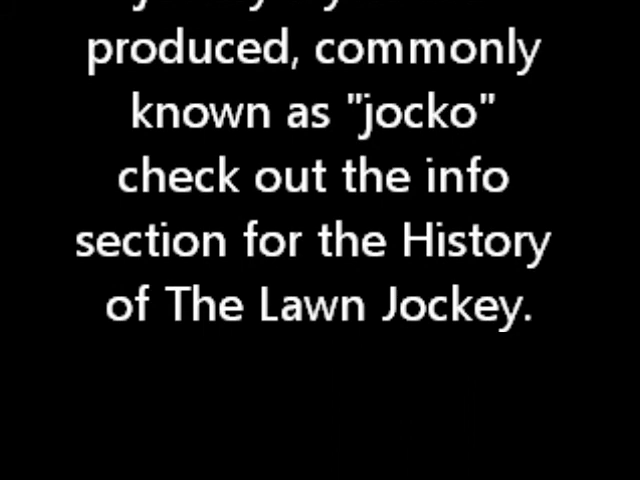 produced, commonly
known as "jocko"
check out the info
section for the History
of The Lawn Jockey.